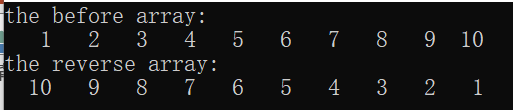 the before array:
1 2 3 4 5 6 7 8 9 10
the reverse array:
10 9 8 7 6 5 4 3 2 1